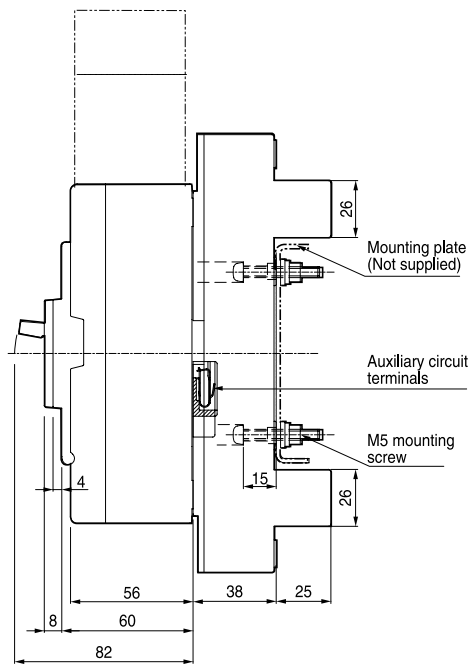 26
Mounting plate
(Not supplied)
Auxiliary circuit
terminals
M5 mounting
screw
15
4
26
56
38
25
8
60
82